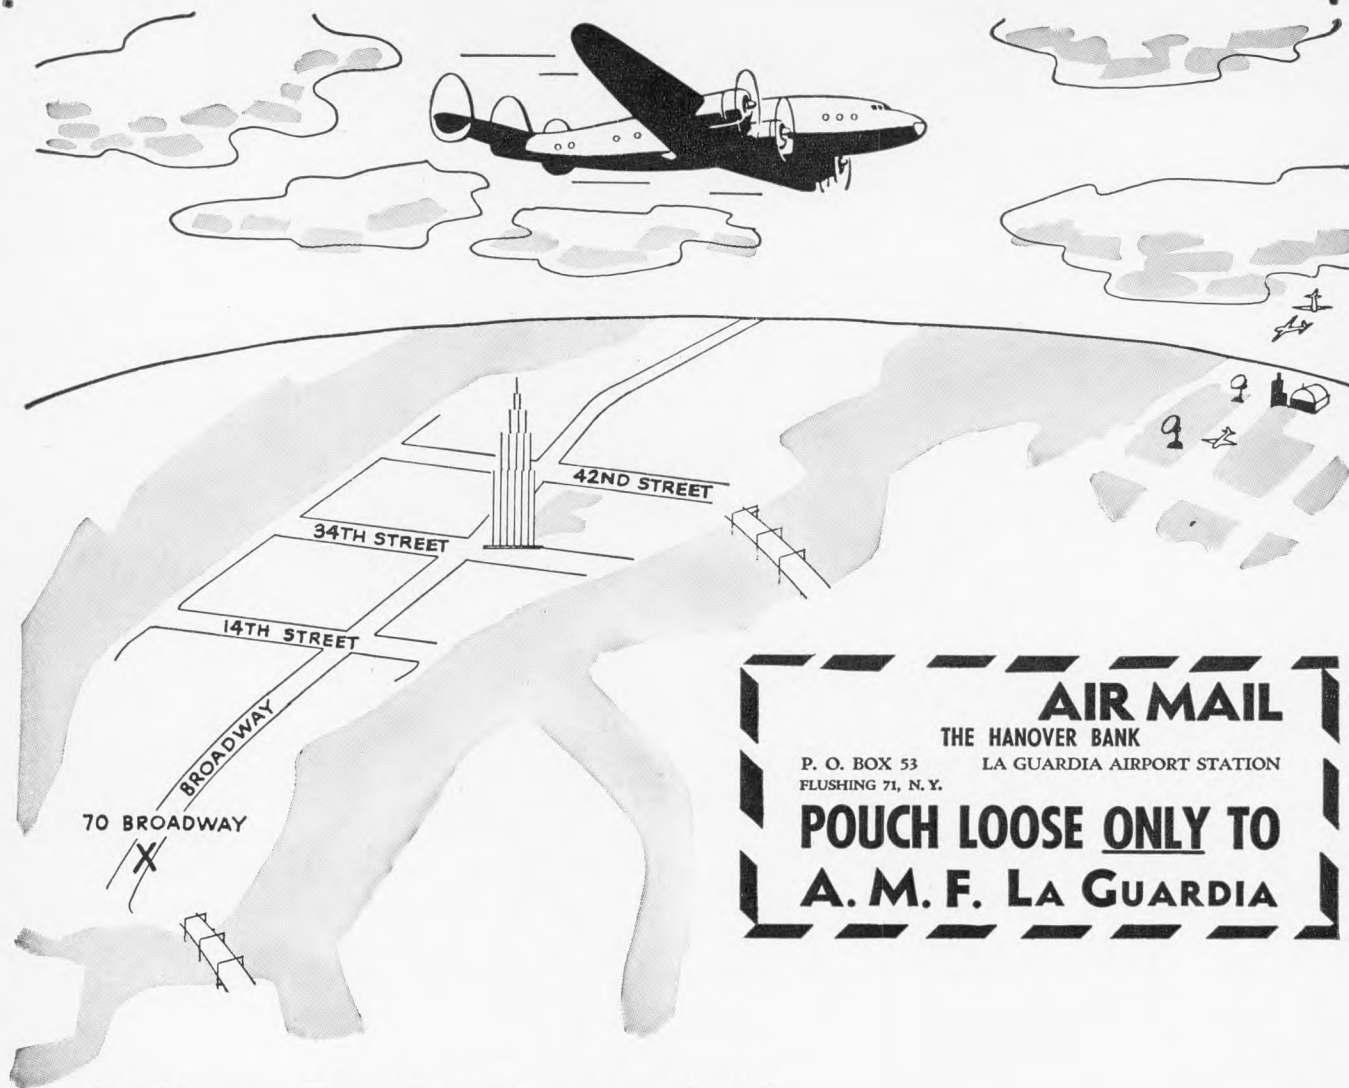 42ND STREET
34TH STREET
14TH STREET
BROADWAY
70 BROADWAY
X
AIR MAIL
THE HANOVER BANK
P. O. BOX 53 LA GUARDIA AIRPORT STATION
FLUSHING 71, N. Y.
POUCH LOOSE ONLY TO
A. M. F. LA GUARDIA